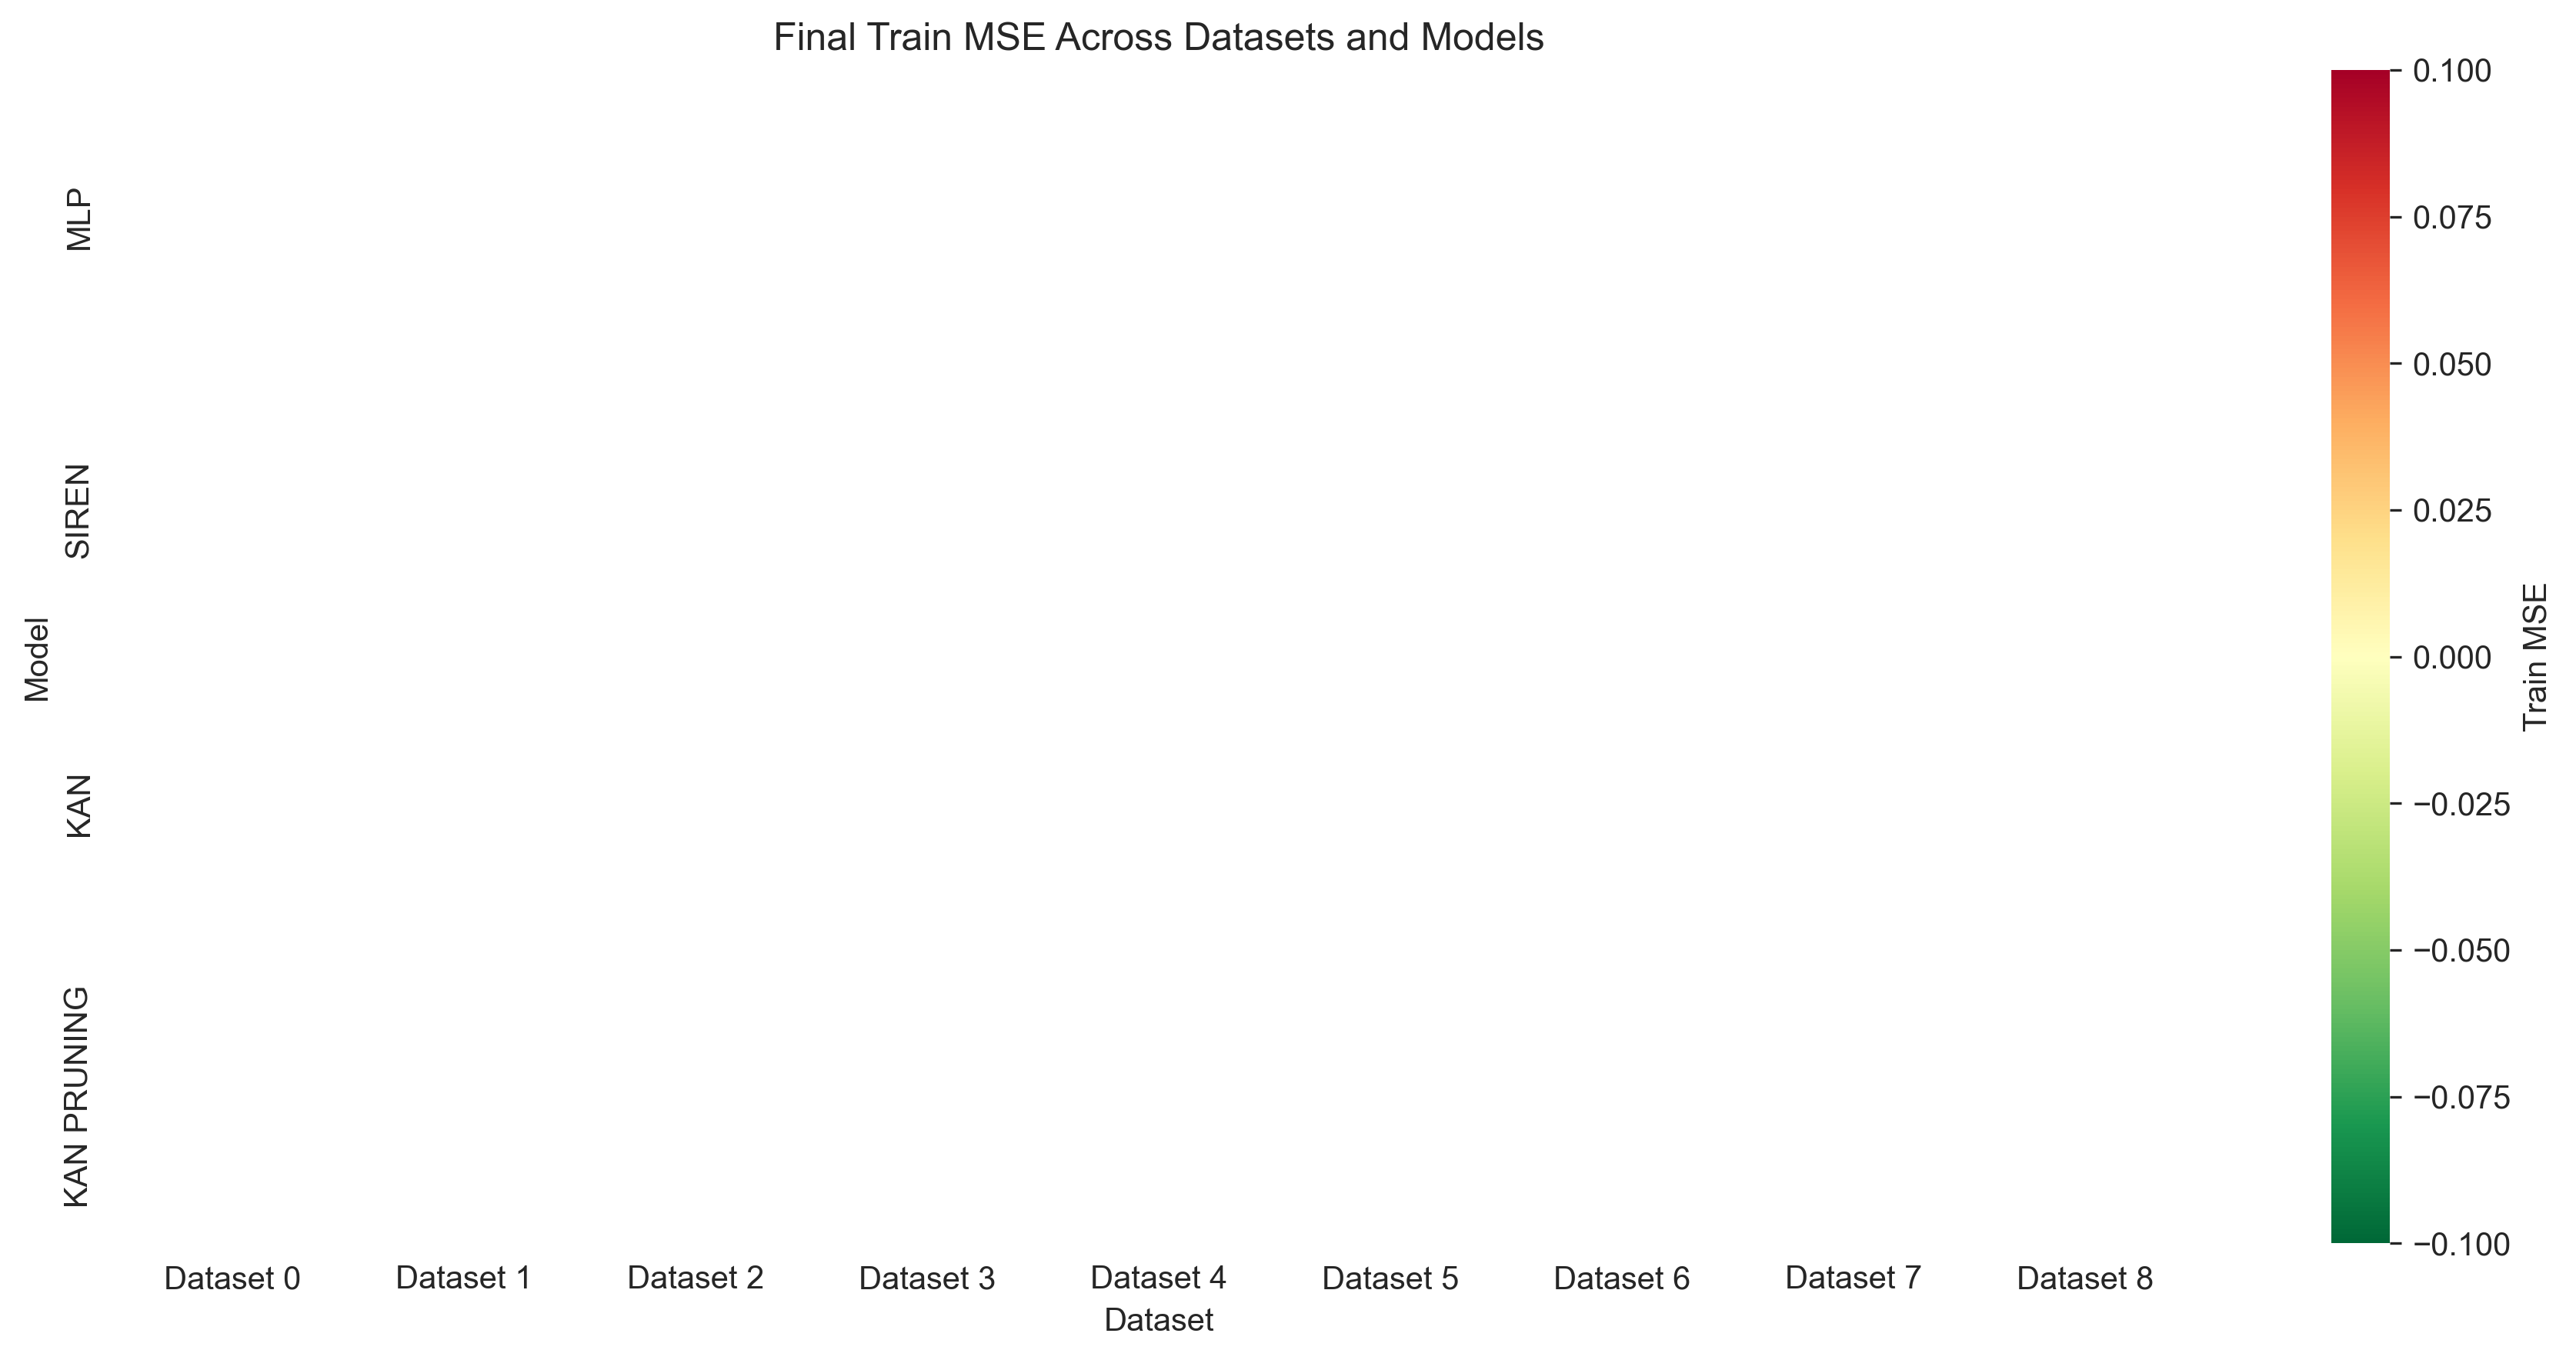 Final Train MSE Across Datasets and Models
Model
MLP
SIREN
KAN
KAN PRUNING
Dataset 0
Dataset 1
Dataset 2
Dataset 3
Dataset 4
Dataset 5
Dataset 6
Dataset 7
Dataset 8
Dataset
0.100
0.075
0.050
0.025
0.000
−0.025
−0.050
−0.075
−0.100
Train MSE